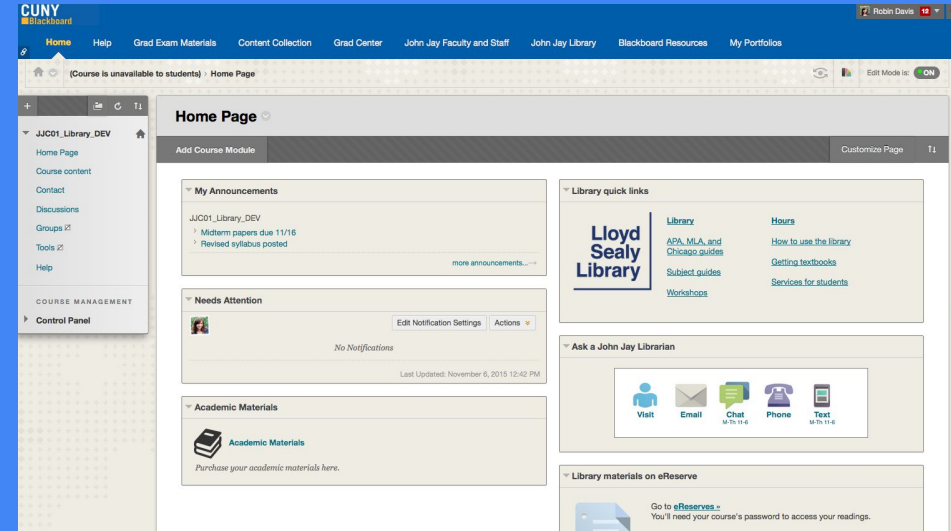 CUNY
Blackboard
Robin Davis 12
Home Help Grad Exam Materials Content Collection Grad Center John Jay Faculty and Staff John Jay Library Blackboard Resources My Portfolios
(Course is unavailable to students) › Home Page
Edit Mode is: ON
JJC01_Library_DEV
Home Page
Course content
Contact
Discussions
Groups
Tools
Help
COURSE MANAGEMENT
Control Panel
Home Page
Add Course Module
Customize Page
My Announcements
JJC01_Library_DEV
Midterm papers due 11/16
Revised syllabus posted
more announcements...
Needs Attention
Edit Notification Settings Actions
No Notifications
Last Updated: November 6, 2015 12:42 PM
Academic Materials
Academic Materials
Purchase your academic materials here.
Library quick links
Lloyd
Sealy
Library
Library
APA, MLA, and
Chicago guides
Subject guides
Workshops
Hours
How to use the library
Getting textbooks
Services for students
Ask a John Jay Librarian
Visit Email Chat Phone Text
M-Th 11-6 M-Th 11-6
Library materials on eReserve
Go to eReserves »
You'll need your course's password to access your readings.